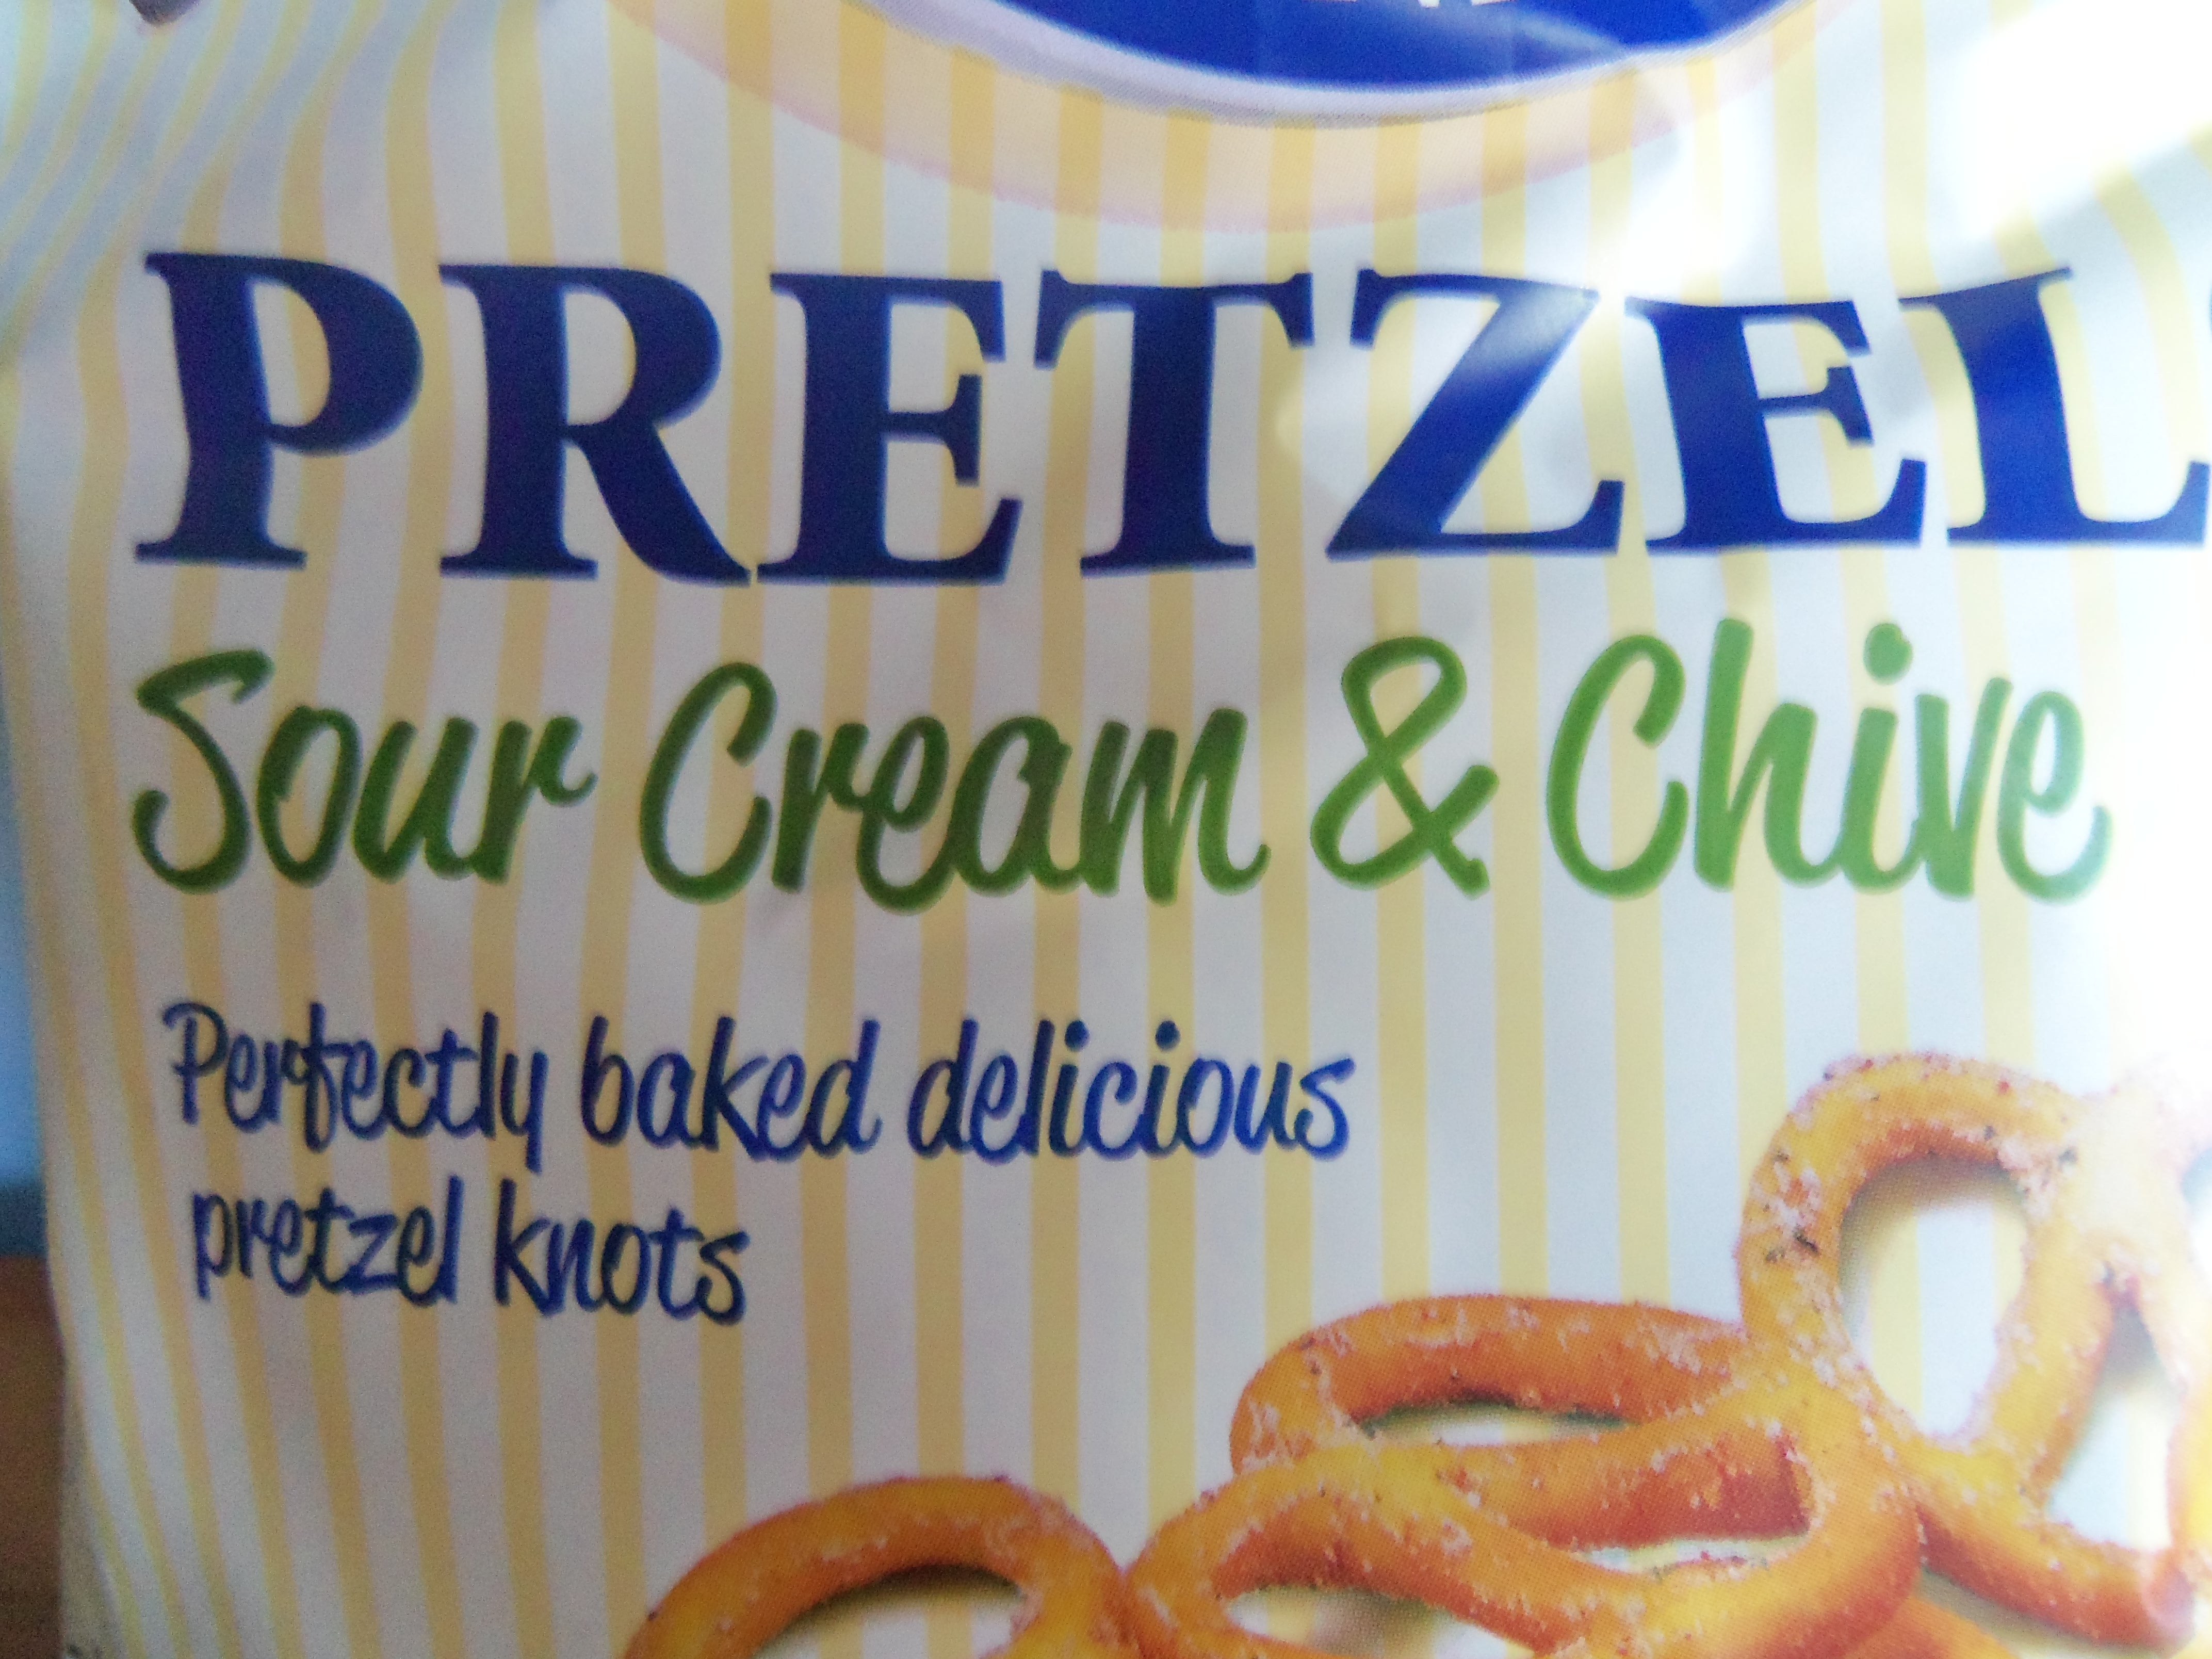 PRETZEL
Sour Cream & Chive
Perfectly baked delicious
pretzel knots